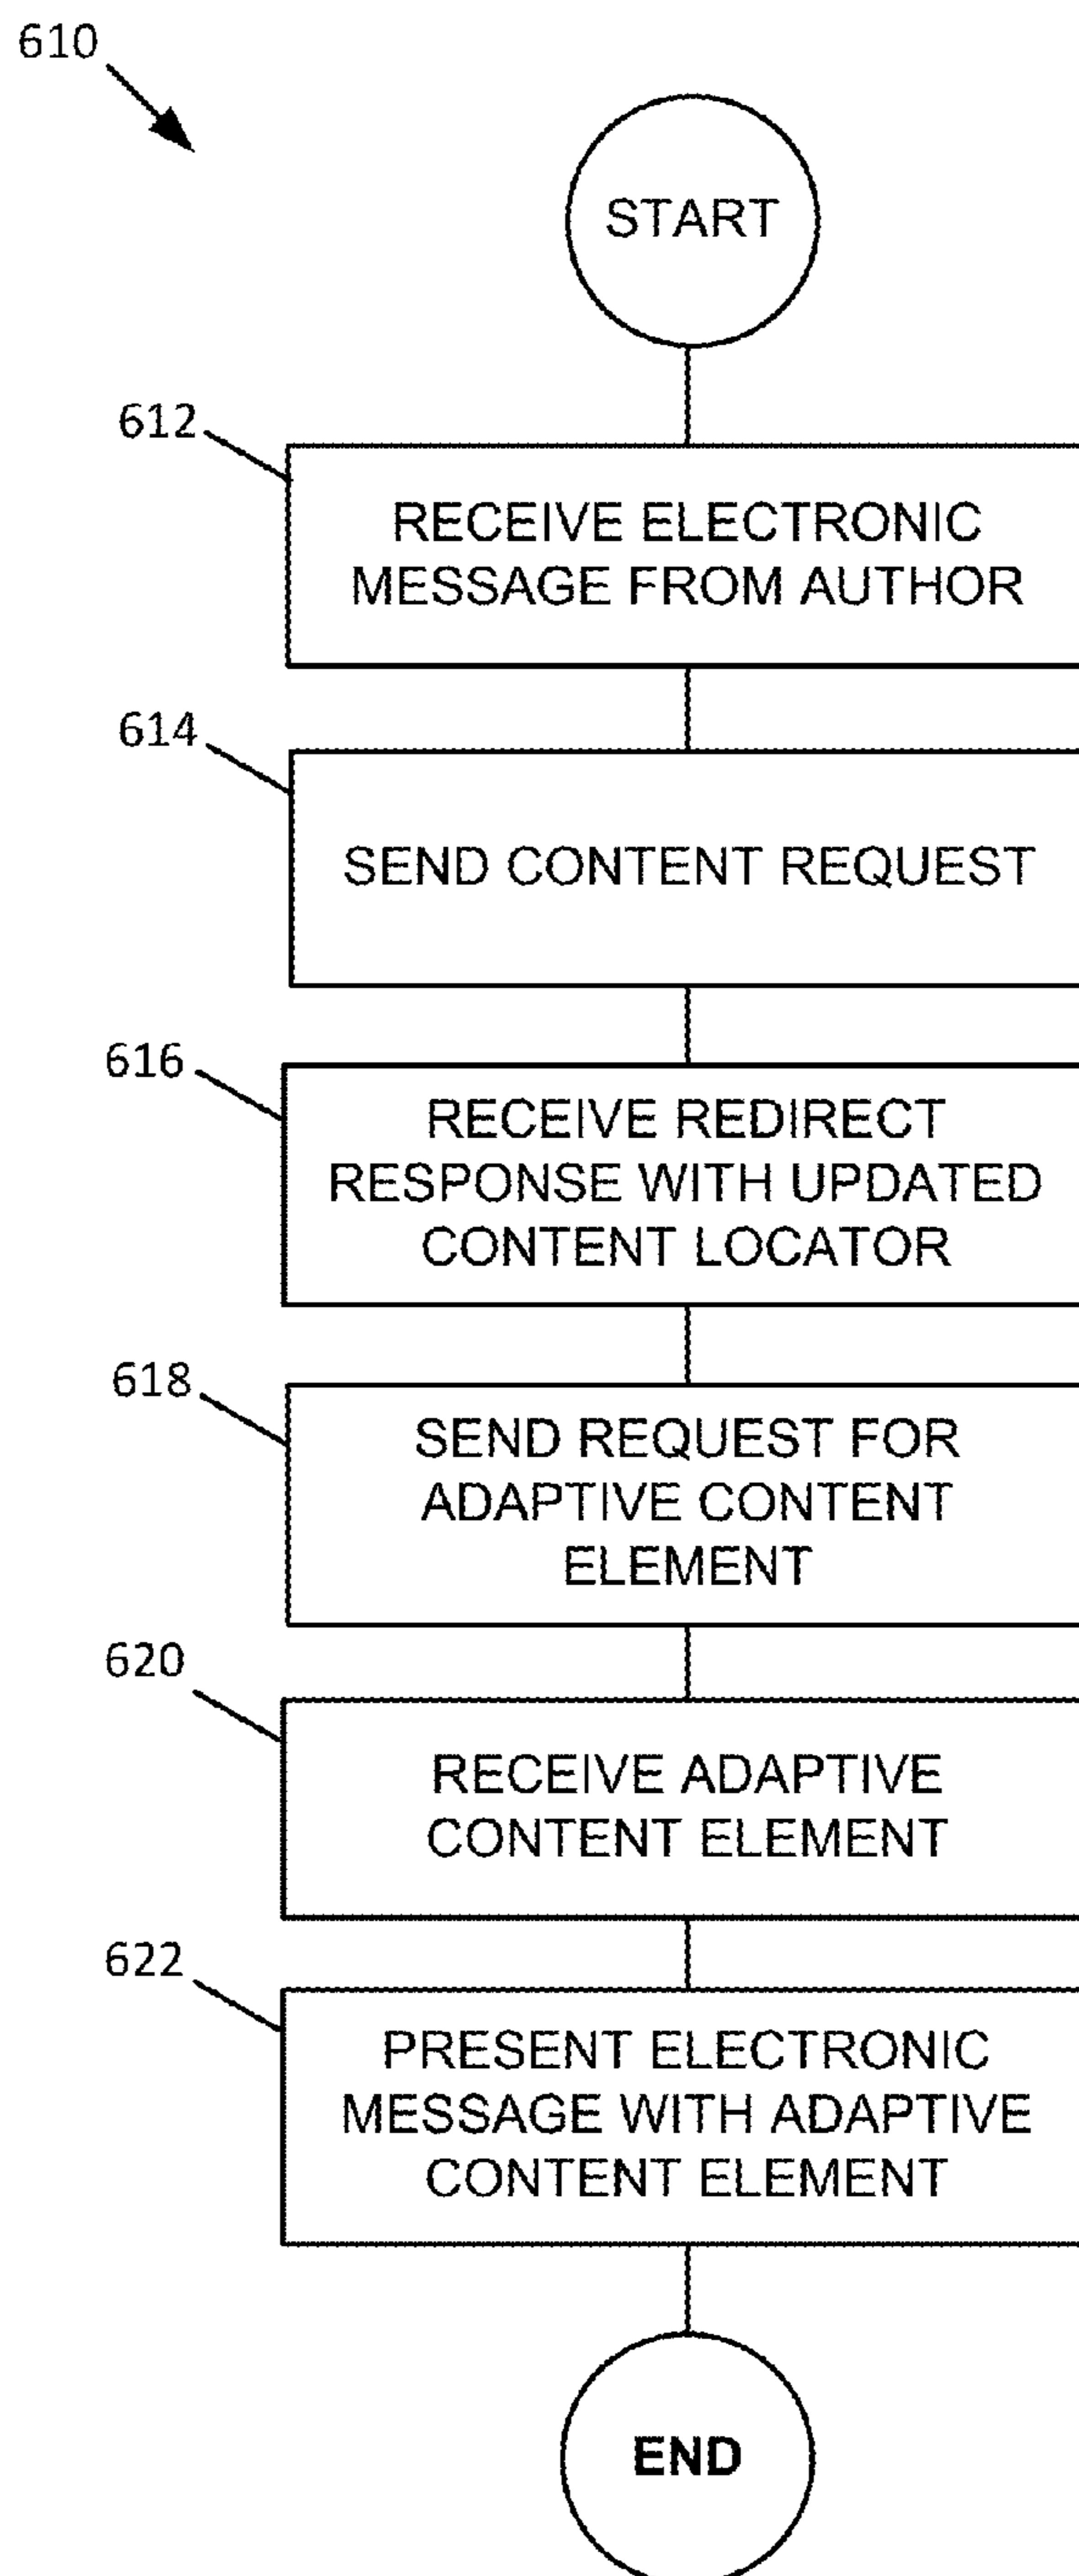 610
START
612
RECEIVE ELECTRONIC
MESSAGE FROM AUTHOR
614
SEND CONTENT REQUEST
616
RECEIVE REDIRECT
RESPONSE WITH UPDATED
CONTENT LOCATOR
618
SEND REQUEST FOR
ADAPTIVE CONTENT
ELEMENT
620
RECEIVE ADAPTIVE
CONTENT ELEMENT
622
PRESENT ELECTRONIC
MESSAGE WITH ADAPTIVE
CONTENT ELEMENT
END